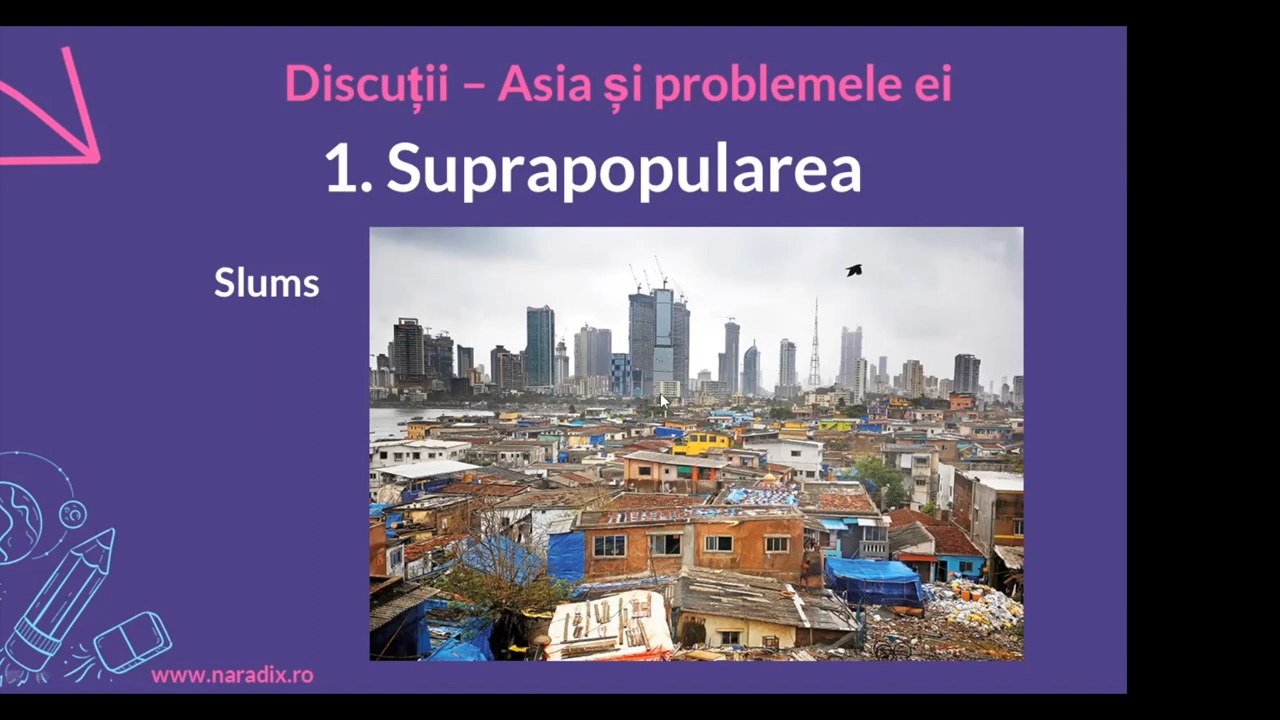 Discuții – Asia și problemele ei
1. Suprapopularea
Slums
www.naradix.ro